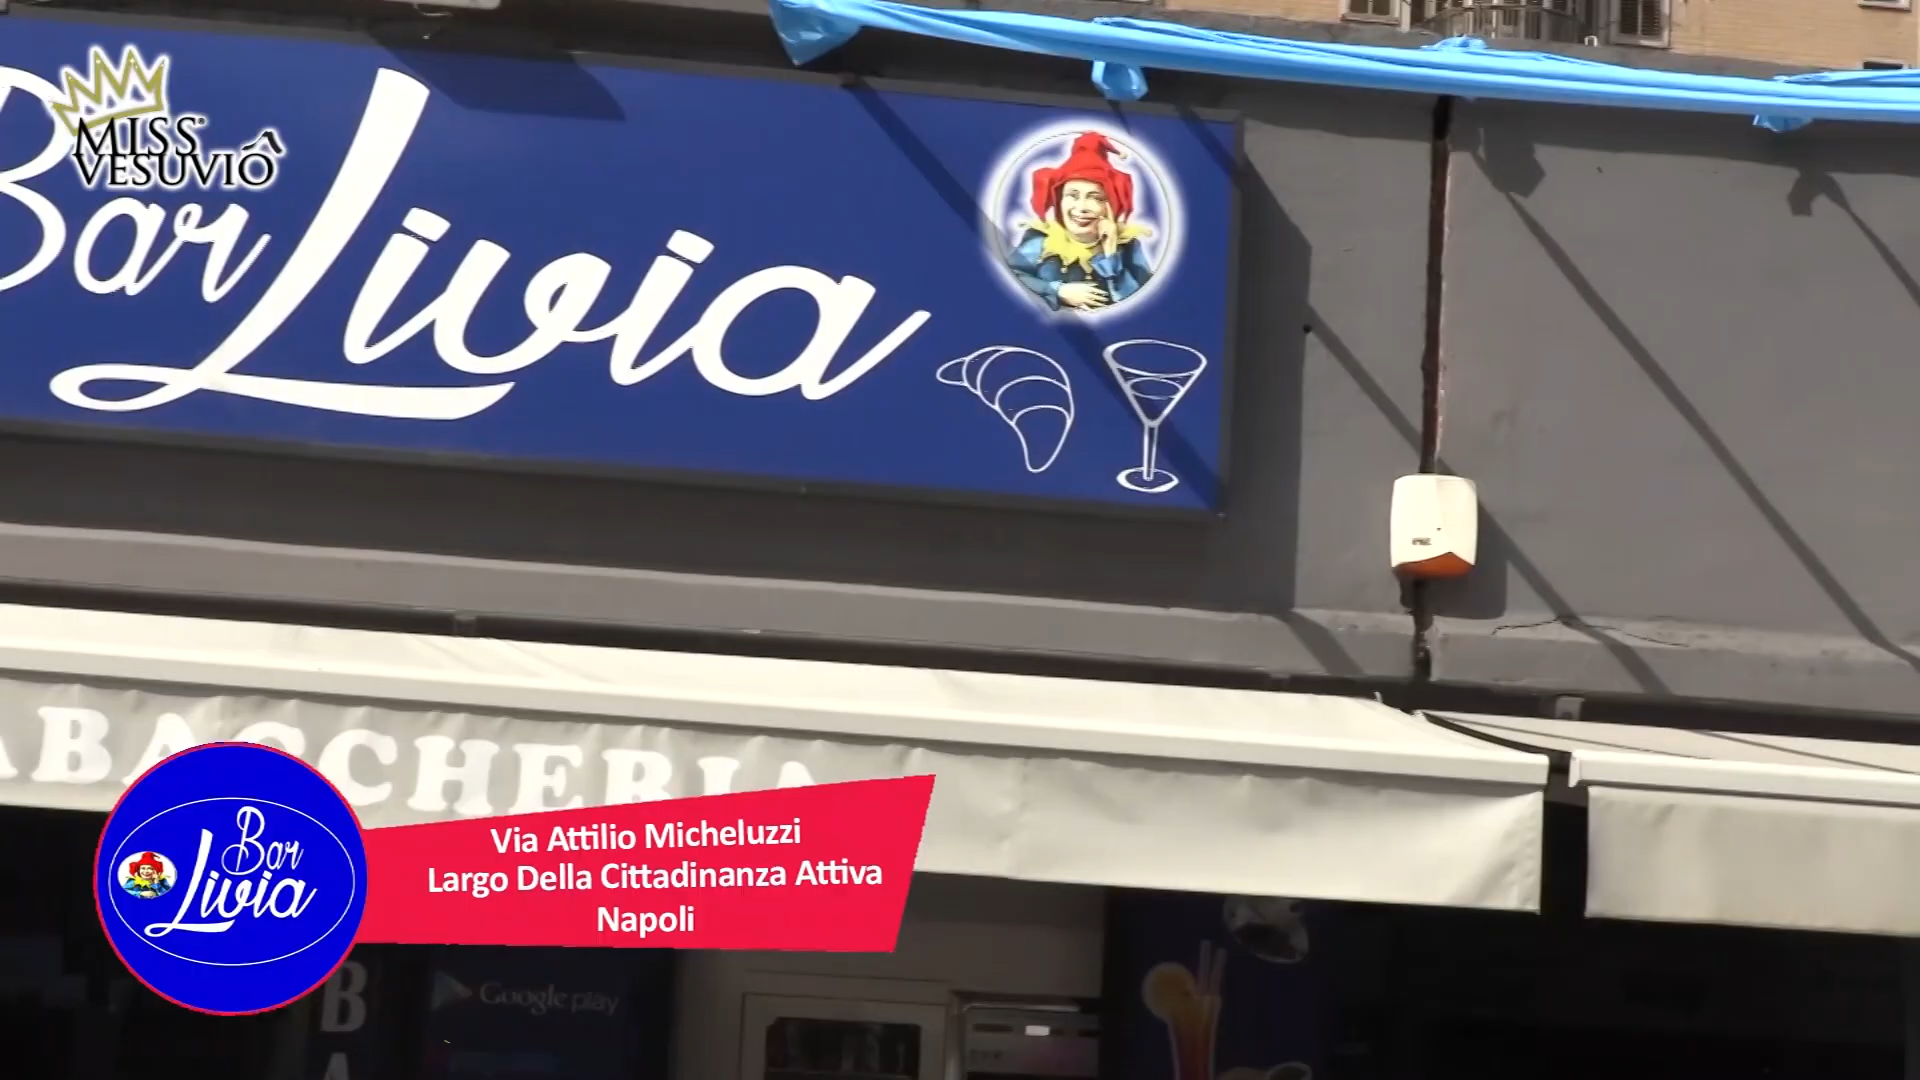 MISS
VESUVIÔ
Bar Livia
ABACCHERIA
Bar
Livia
Via Attilio Micheluzzi
Largo Della Cittadinanza Attiva
Napoli
Google play
B
A